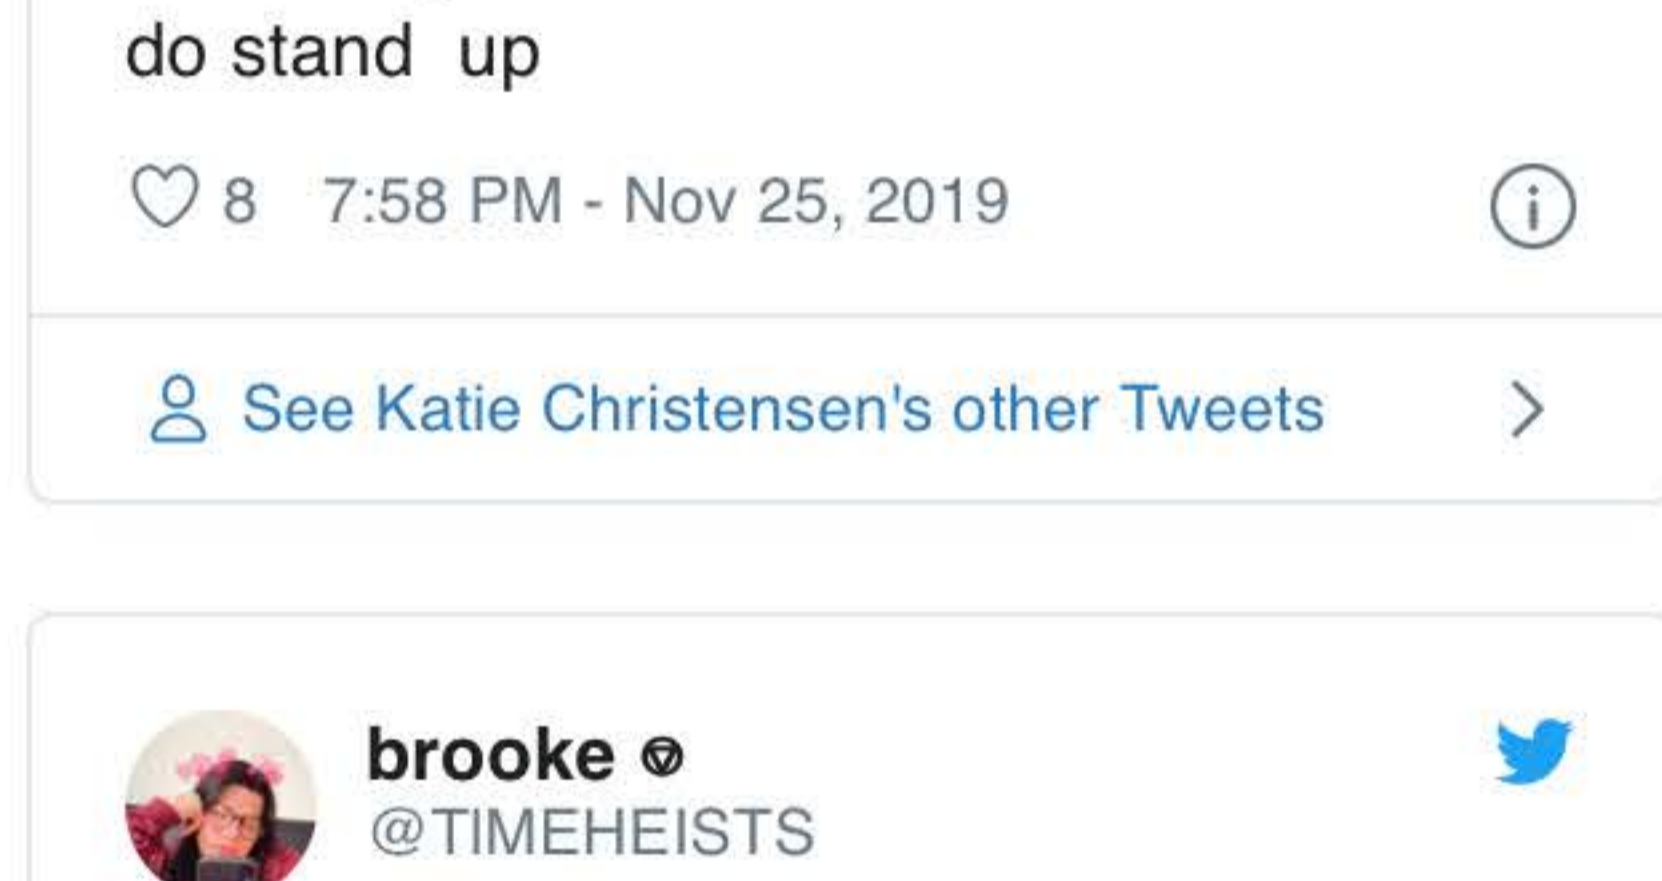 do stand  up
8 7:58 PM - Nov 25, 2019
See Katie Christensen's other Tweets
brooke
@TIMEHEISTS